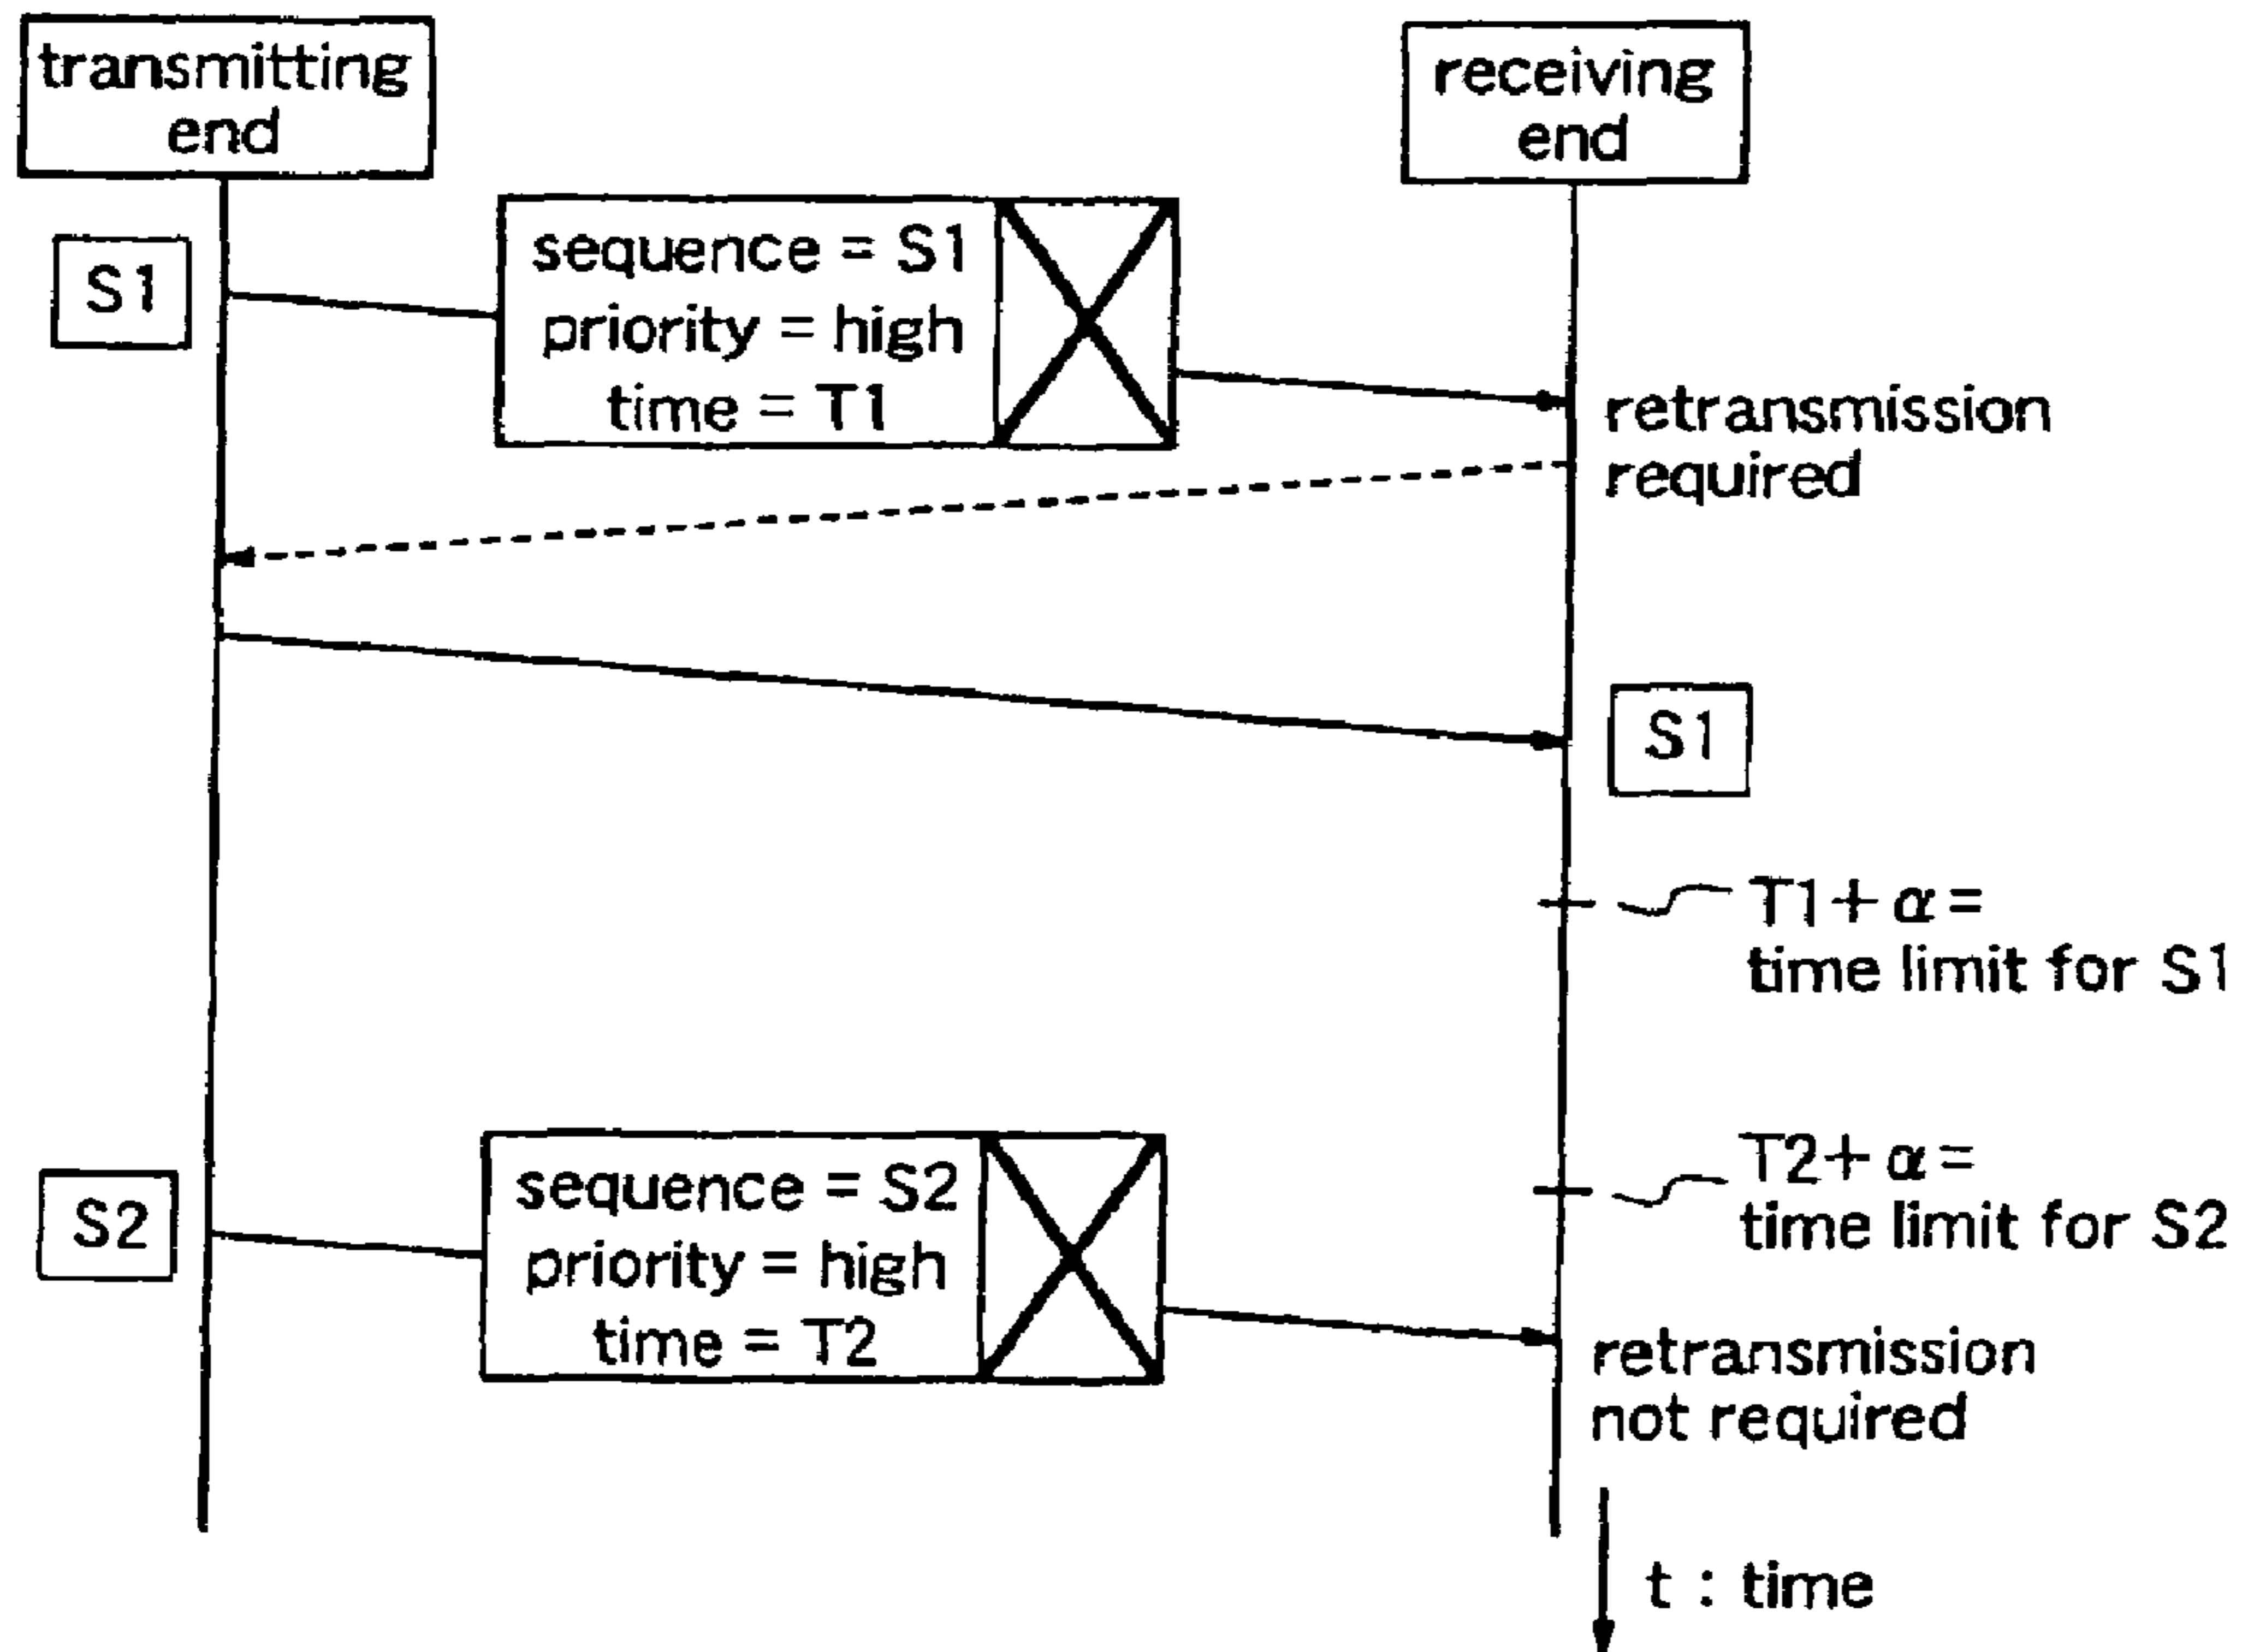 transmitting
end
receiving
end
S1
sequence = S1
priority = high
time = T1
retransmission
required
S1
T1+α=
time limit for S1
T2+α=
time limit for S2
S2
sequence = S2
priority = high
time = T2
retransmission
not required
t : time